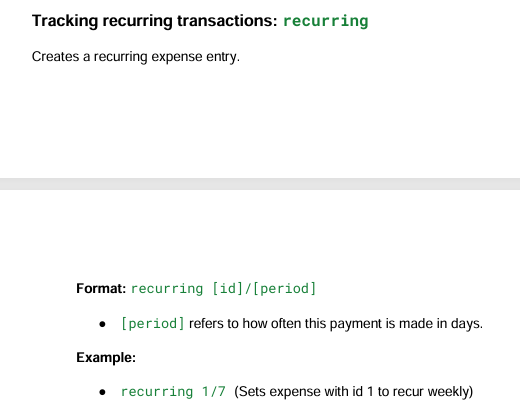 Tracking recurring transactions: recurring
Creates a recurring expense entry.
Format: recurring [id]/[period]
● [period] refers to how often this payment is made in days.
Example:
● recurring 1/7 (Sets expense with id 1 to recur weekly)